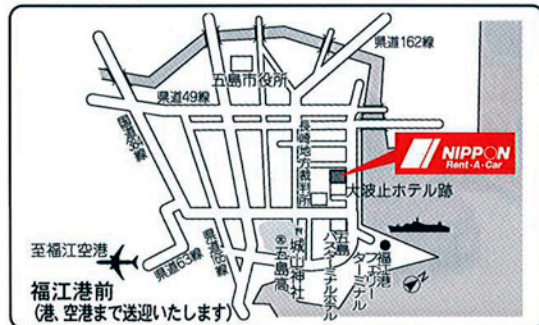 県道162線
五島市役所
県道49線
国道384線
長崎地方裁判所
NIPPON
Rent-A-Car
大波止ホテル跡
至福江空港
県道63線
県道165線
文
五島高
城山神社
五島
バスターミナルホテル
福江港
フェリー
ターミナル
N
福江港前
(港、空港まで送迎いたします)